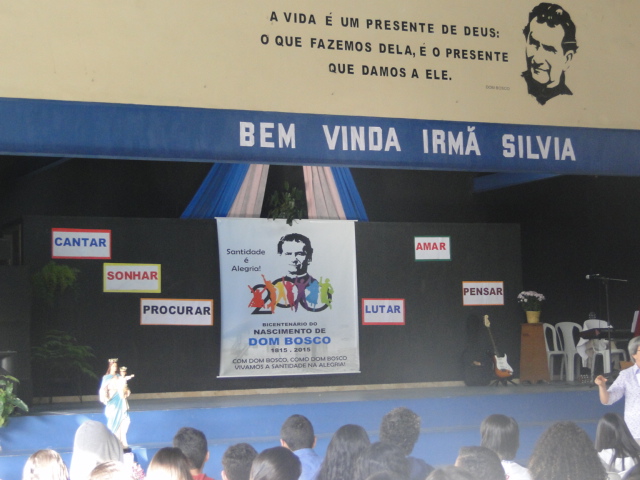 A VIDA É UM PRESENTE DE DEUS:
O QUE FAZEMOS DELA, É O PRESENTE
QUE DAMOS A ELE.
DOM BOSCO
BEM VINDA IRMÃ SILVIA
CANTAR
SONHAR
PROCURAR
Santidade
é
Alegria!
200
BICENTENÁRIO DO
NASCIMENTO DE
DOM BOSCO
1815 . 2015
COM DOM BOSCO, COMO DOM BOSCO
VIVAMOS A SANTIDADE NA ALEGRIA!
AMAR
LUTAR
PENSAR